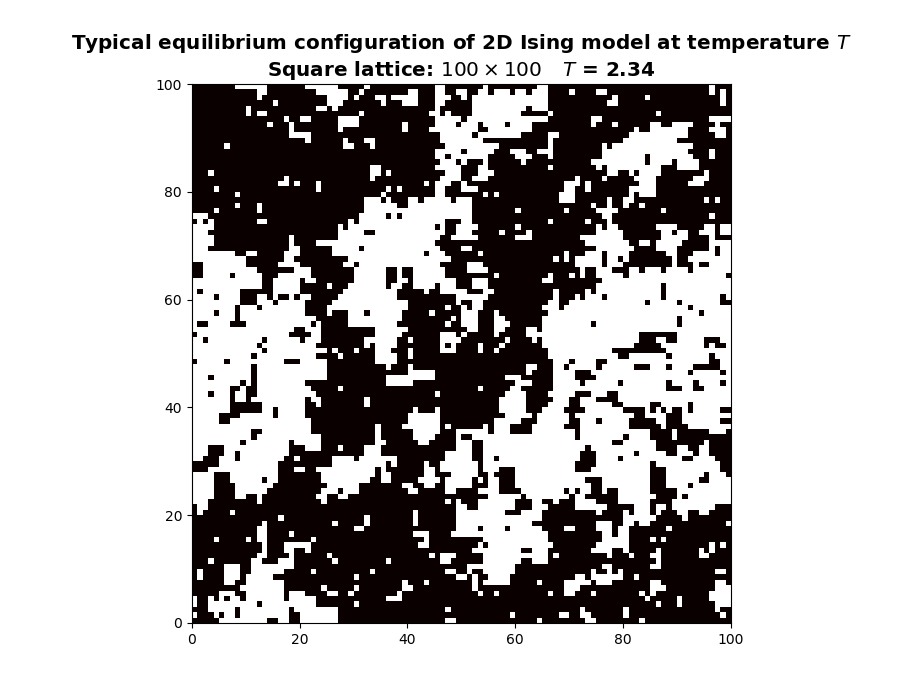 Typical equilibrium configuration of 2D Ising model at temperature T
Square lattice: 100 × 100 T = 2.34
100
80
60
40
20
0
0 20 40 60 80 100